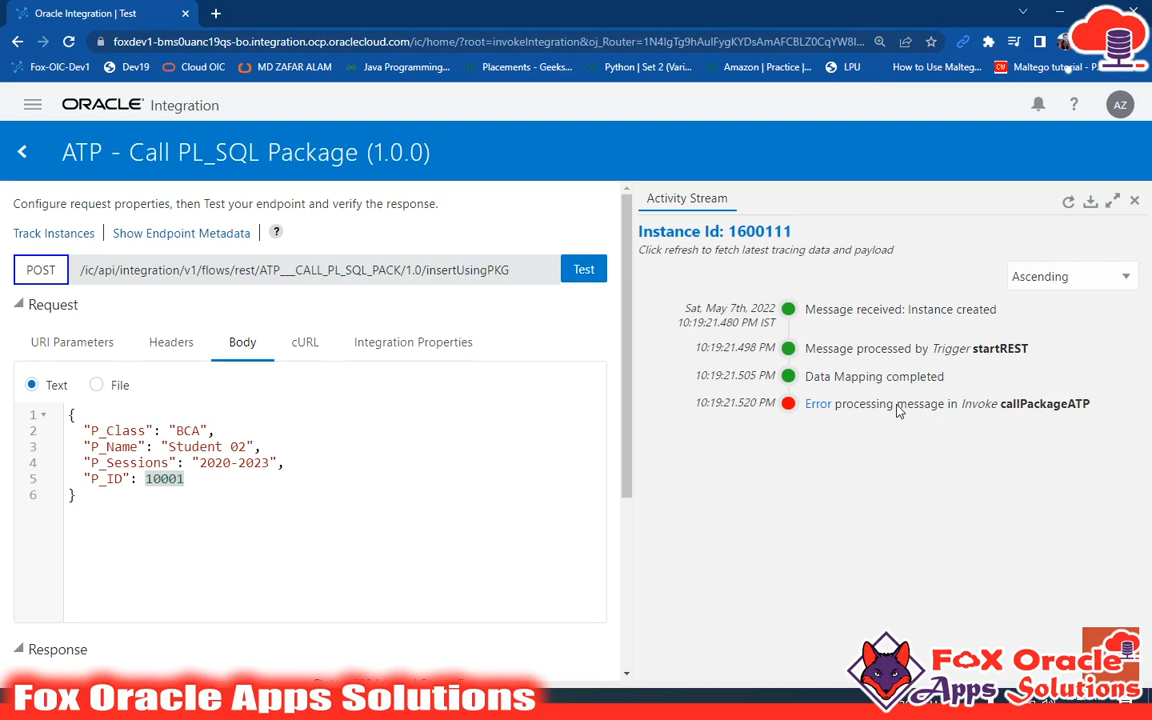 Oracle Integration | Test
foxdev1-bms0uanc19qs-bo.integration.ocp.oraclecloud.com/ic/home/?root=invokeIntegration&oj_Router=1N4IgTg9hAuIFgKYDsAmAFCBLZ0CqYW8I...
Fox-OIC-Dev1 Dev19 Cloud OIC MD ZAFAR ALAM Java Programming... Placements - Geeks... Python | Set 2 (Vari... Amazon | Practice |... LPU How to Use Malteg... Maltego tutorial - P...
ORACLE Integration
AZ
ATP - Call PL_SQL Package (1.0.0)
Configure request properties, then Test your endpoint and verify the response.
Track Instances Show Endpoint Metadata ?
POST /ic/api/integration/v1/flows/rest/ATP___CALL_PL_SQL_PACK/1.0/insertUsingPKG Test
Request
URI Parameters Headers Body cURL Integration Properties
Text File
1 {
2 "P_Class": "BCA",
3 "P_Name": "Student 02",
4 "P_Sessions": "2020-2023",
5 "P_ID": 10001
6 }
Response
Activity Stream
Instance Id: 1600111
Click refresh to fetch latest tracing data and payload
Ascending
Sat, May 7th, 2022
10:19:21.480 PM IST Message received: Instance created
10:19:21.498 PM Message processed by Trigger startREST
10:19:21.505 PM Data Mapping completed
10:19:21.520 PM Error processing message in Invoke callPackageATP
Fox Oracle Apps Solutions
FOX Oracle
Apps Solutions